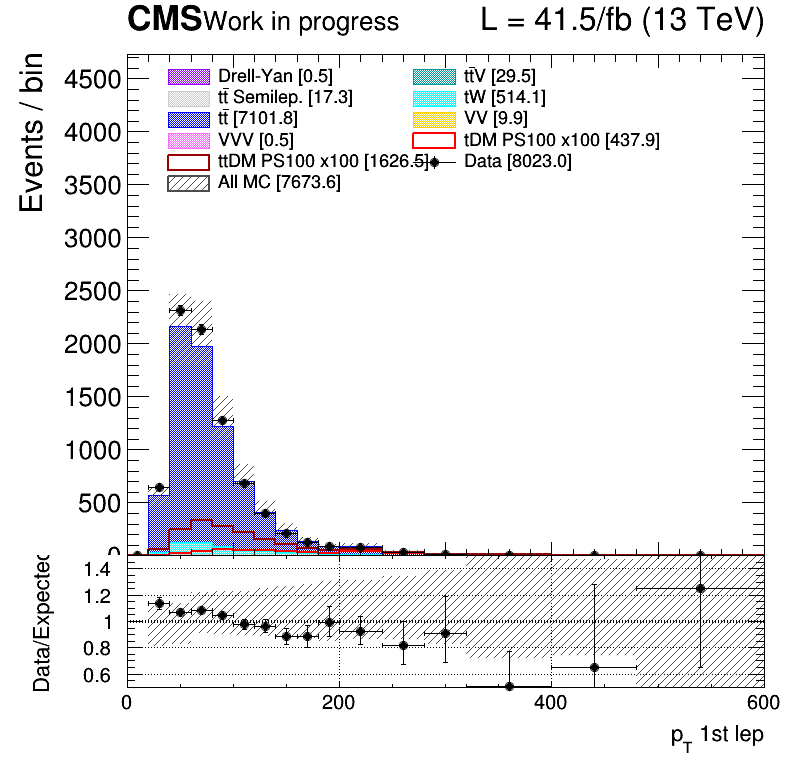 CMS Work in progress L = 41.5/fb (13 TeV)
Events / bin
4500
4000
3500
3000
2500
2000
1500
1000
500
0
Drell-Yan [0.5]
tt̄V [29.5]
tt̄ Semilep. [17.3]
tW [514.1]
tt̄ [7101.8]
VV [9.9]
VVV [0.5]
tDM PS100 x100 [437.9]
ttDM PS100 x100 [1626.5]
Data [8023.0]
All MC [7673.6]
Data/Expected
1.4
1.2
1
0.8
0.6
0 200 400 600
p_T 1st lep